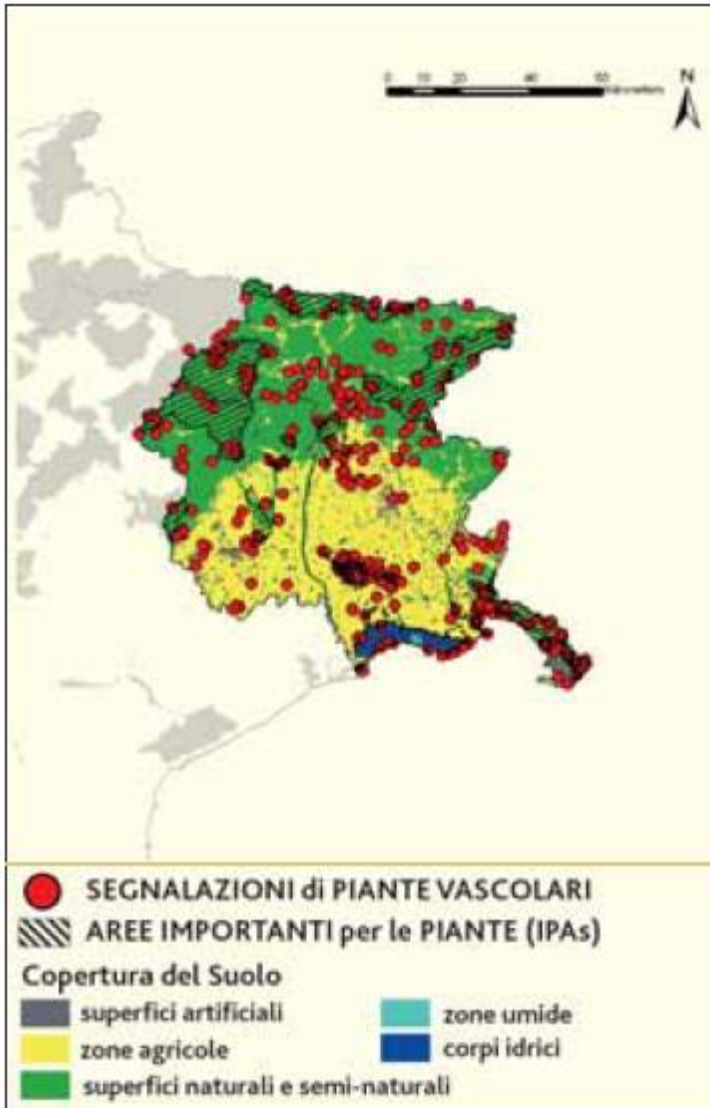 0 10 20 40 60
N
SEGNALAZIONI di PIANTE VASCOLARI
AREE IMPORTANTI per le PIANTE (IPAs)
Copertura del Suolo
superfici artificiali
zone umide
zone agricole
corpi idrici
superfici naturali e semi-naturali